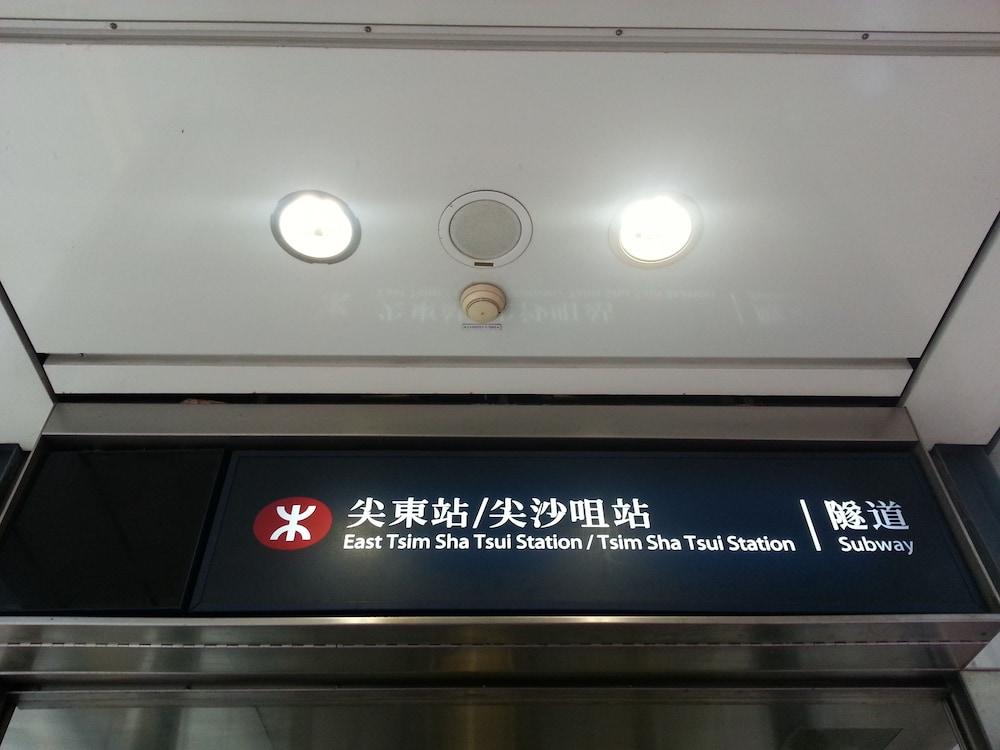 尖東站/尖沙咀站
East Tsim Sha Tsui Station / Tsim Sha Tsui Station
隧道
Subway